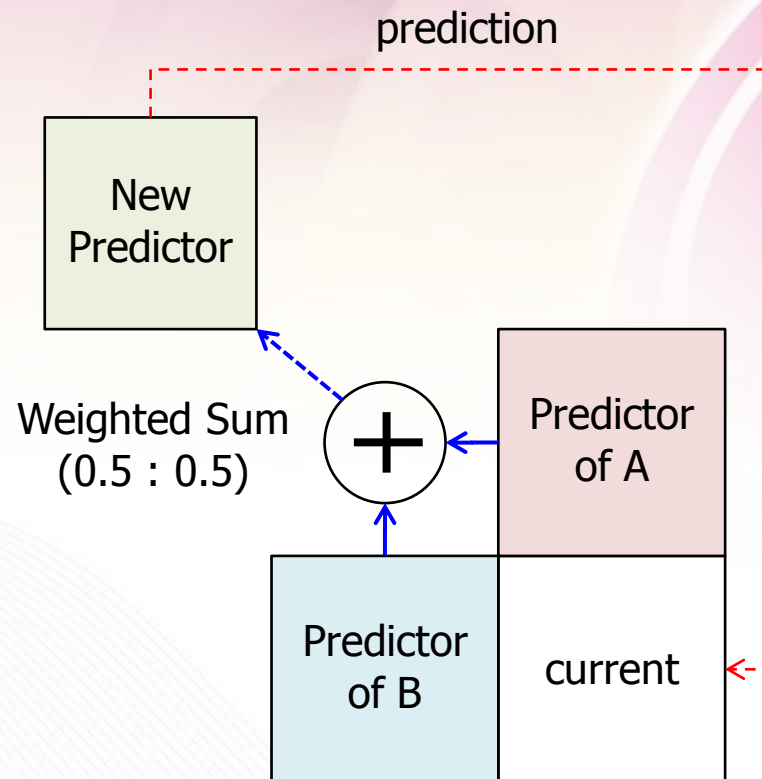 prediction
New
Predictor
Weighted Sum
(0.5 : 0.5)
Predictor
of A
Predictor
of B
current